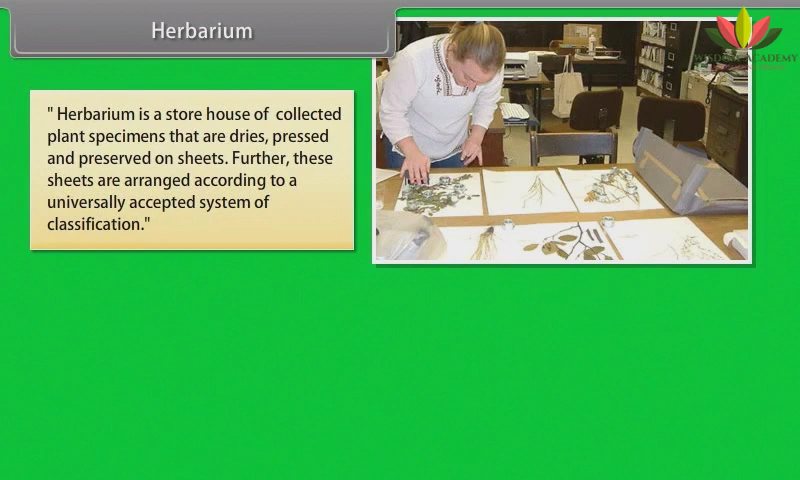 Herbarium
" Herbarium is a store house of collected
plant specimens that are dries, pressed
and preserved on sheets. Further, these
sheets are arranged according to a
universally accepted system of
classification."
ACADEMY